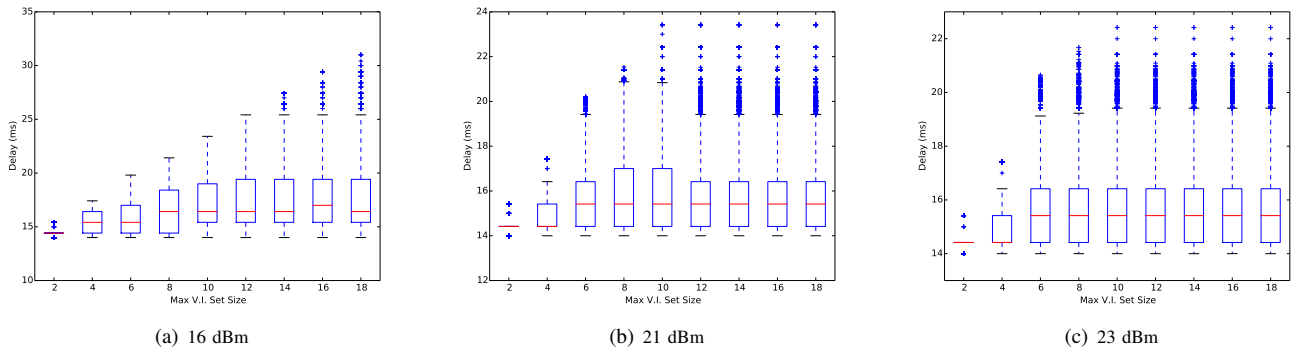 35
30
25
20
15
10
Delay (ms)
2 4 6 8 10 12 14 16 18
Max V.I. Set Size
(a) 16 dBm
24
22
20
18
16
14
12
Delay (ms)
2 4 6 8 10 12 14 16 18
Max V.I. Set Size
(b) 21 dBm
22
20
18
16
14
Delay (ms)
2 4 6 8 10 12 14 16 18
Max V.I. Set Size
(c) 23 dBm